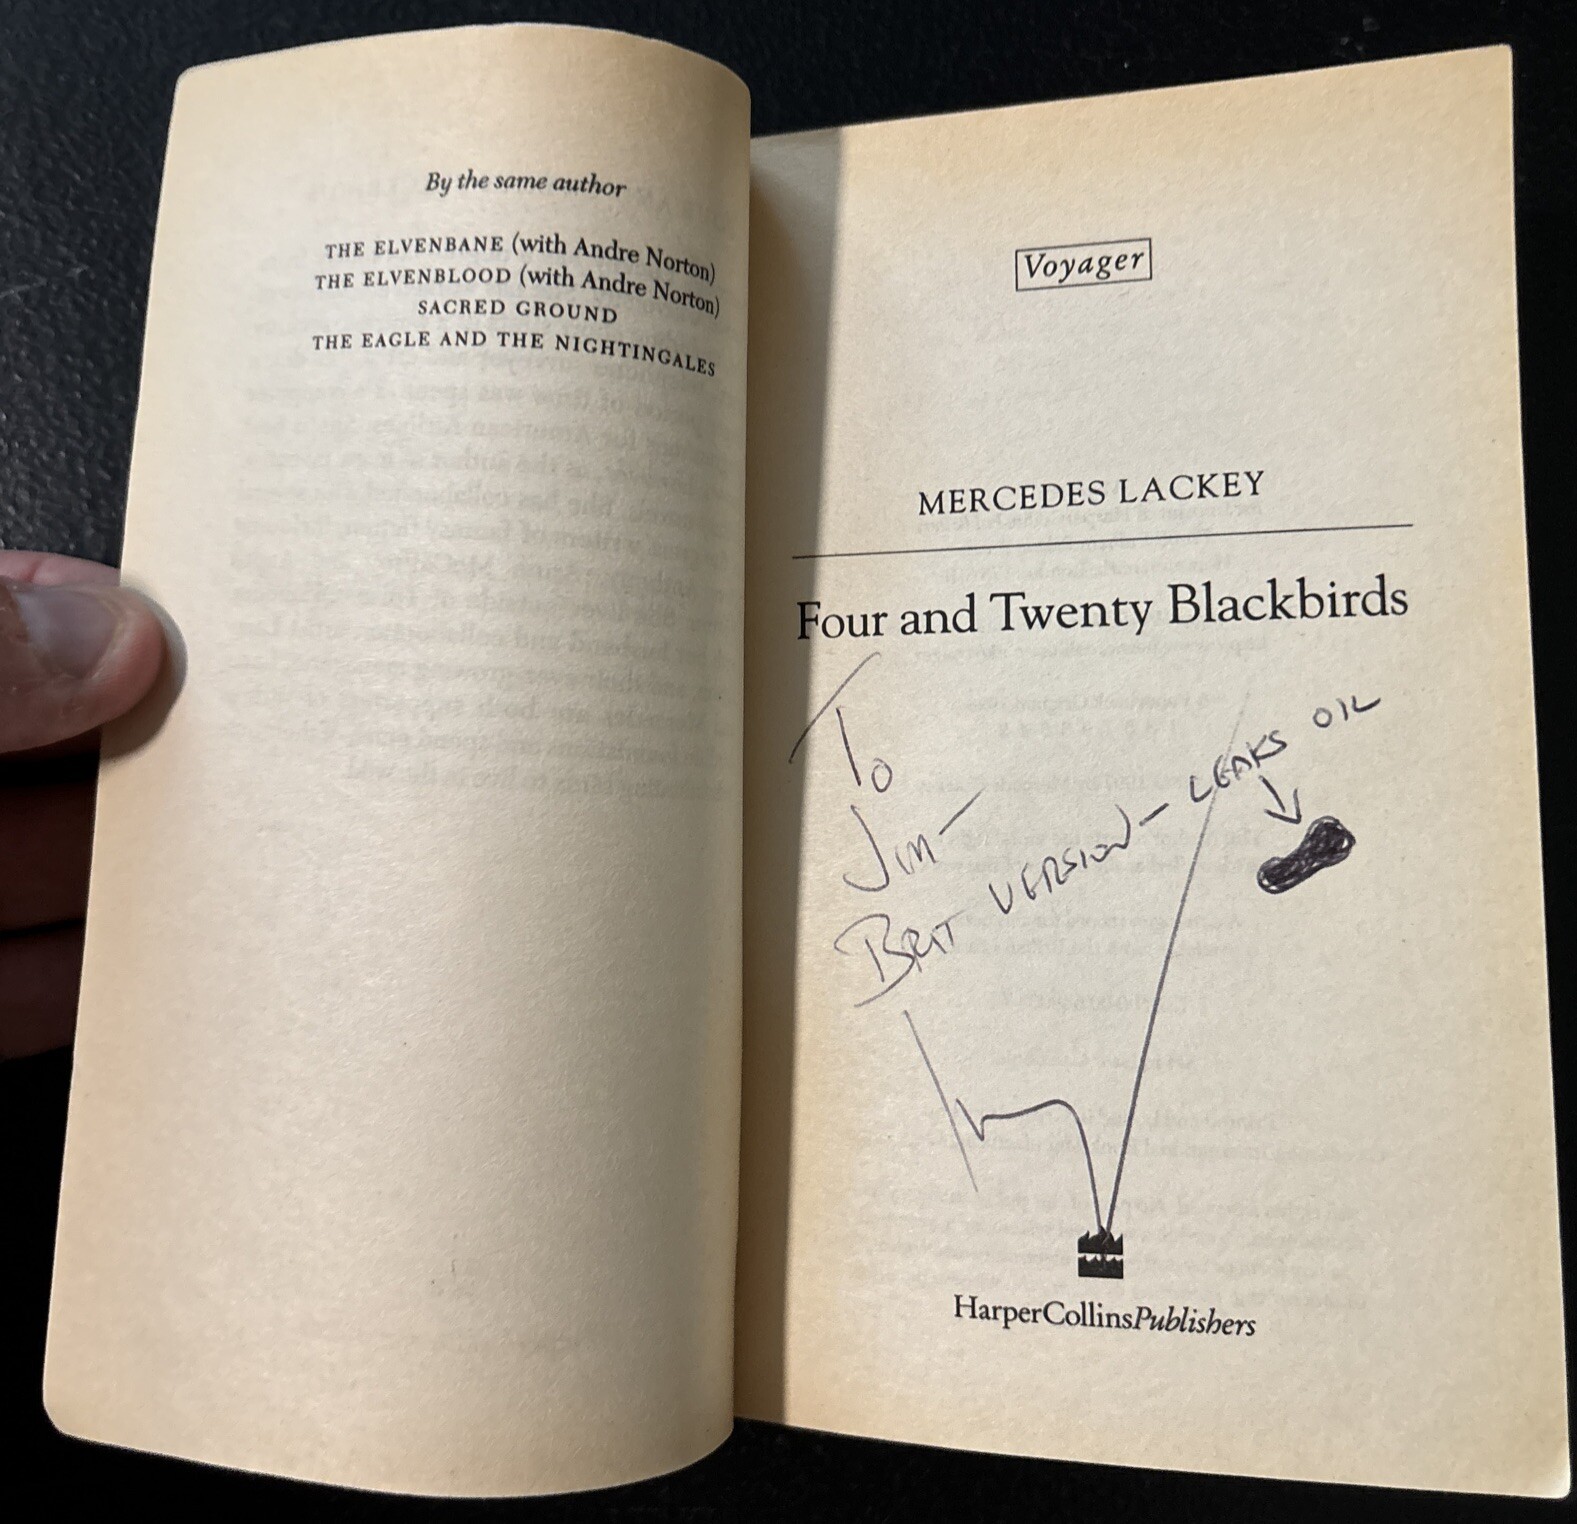 By the same author
THE ELVENBANE (with Andre Norton)
THE ELVENBLOOD (with Andre Norton)
SACRED GROUND
THE EAGLE AND THE NIGHTINGALES
Voyager
MERCEDES LACKEY
Four and Twenty Blackbirds
To
Jim—
BRIT VERSION— LEAKS OIL
HarperCollinsPublishers